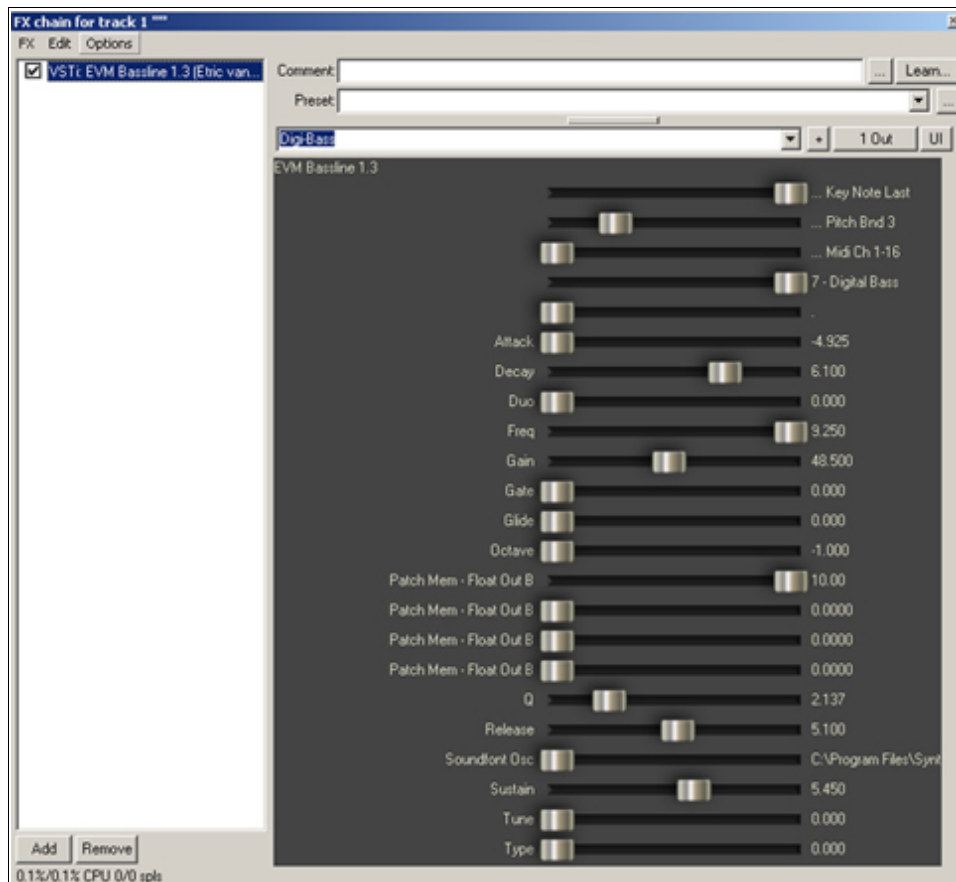 FX chain for track 1 ""
FX Edit Options
VSTi: EVM Bassline 1.3 (Etric van...
Comment: ... Learn...
Preset: ...
Digi-Bass + 1 Out UI
EVM Bassline 1.3
... Key Note Last
... Pitch Bnd 3
... Midi Ch 1-16
7 - Digital Bass
.
Attack -4.925
Decay 6.100
Duo 0.000
Freq 9.250
Gain 48.500
Gate 0.000
Glide 0.000
Octave -1.000
Patch Mem - Float Out B 10.00
Patch Mem - Float Out B 0.0000
Patch Mem - Float Out B 0.0000
Patch Mem - Float Out B 0.0000
Q 2.137
Release 5.100
Soundfont Osc C:\Program Files\Synt
Sustain 5.450
Tune 0.000
Type 0.000
Add Remove
0.1%/0.1% CPU 0/0 spls